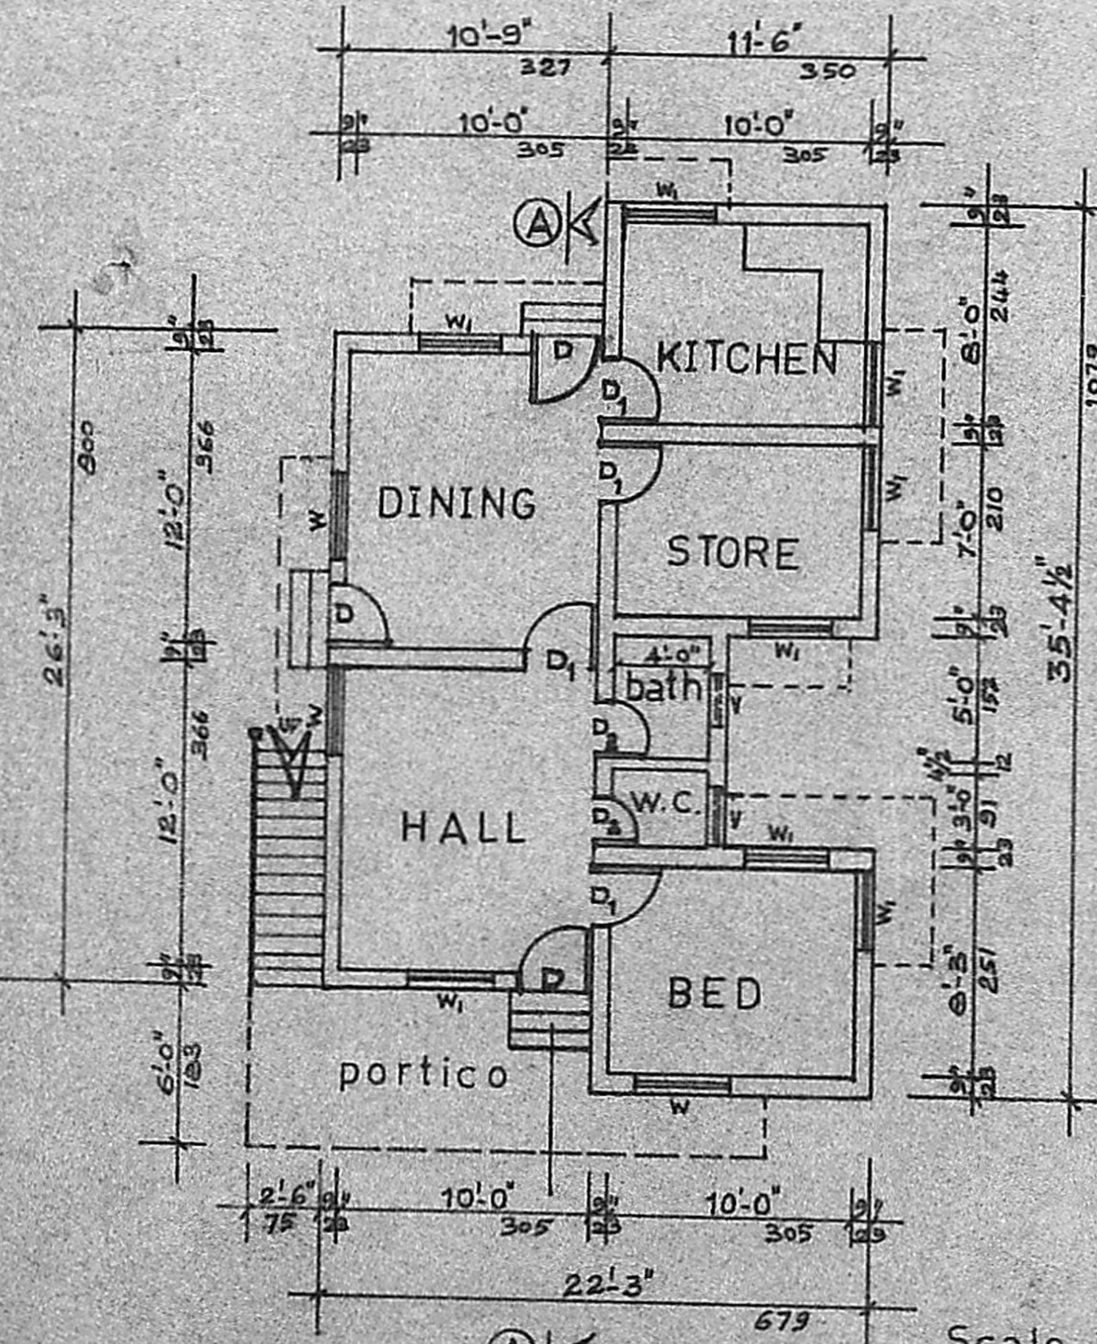 10'-9" 11'-6"
327 350
9" 10'-0" 9" 10'-0" 9"
23 305 23 305 23
W1
A
9" 23
9" 23
W1
D
KITCHEN
D1
W1
8'-0" 244
1078
800
12'-0" 366
9" 23
DINING
D1
W1
STORE
7'-0" 210
W
D
26'-3"
9" 23
D1
4'-0"
bath
W1
9" 23
35'-4½"
W
V
D2
5'-0" 152
366
12'-0"
4½" 12
HALL
W.C.
D2
V
W1
3'-0" 91
9" 23
D1
W1
9" 23
D
W1
BED
8'-3" 251
6'-0" 183
portico
W
9" 23
2'-6" 9" 10'-0" 9" 10'-0" 9"
75 23 305 23 305 23
22'-3"
679
A
Scale